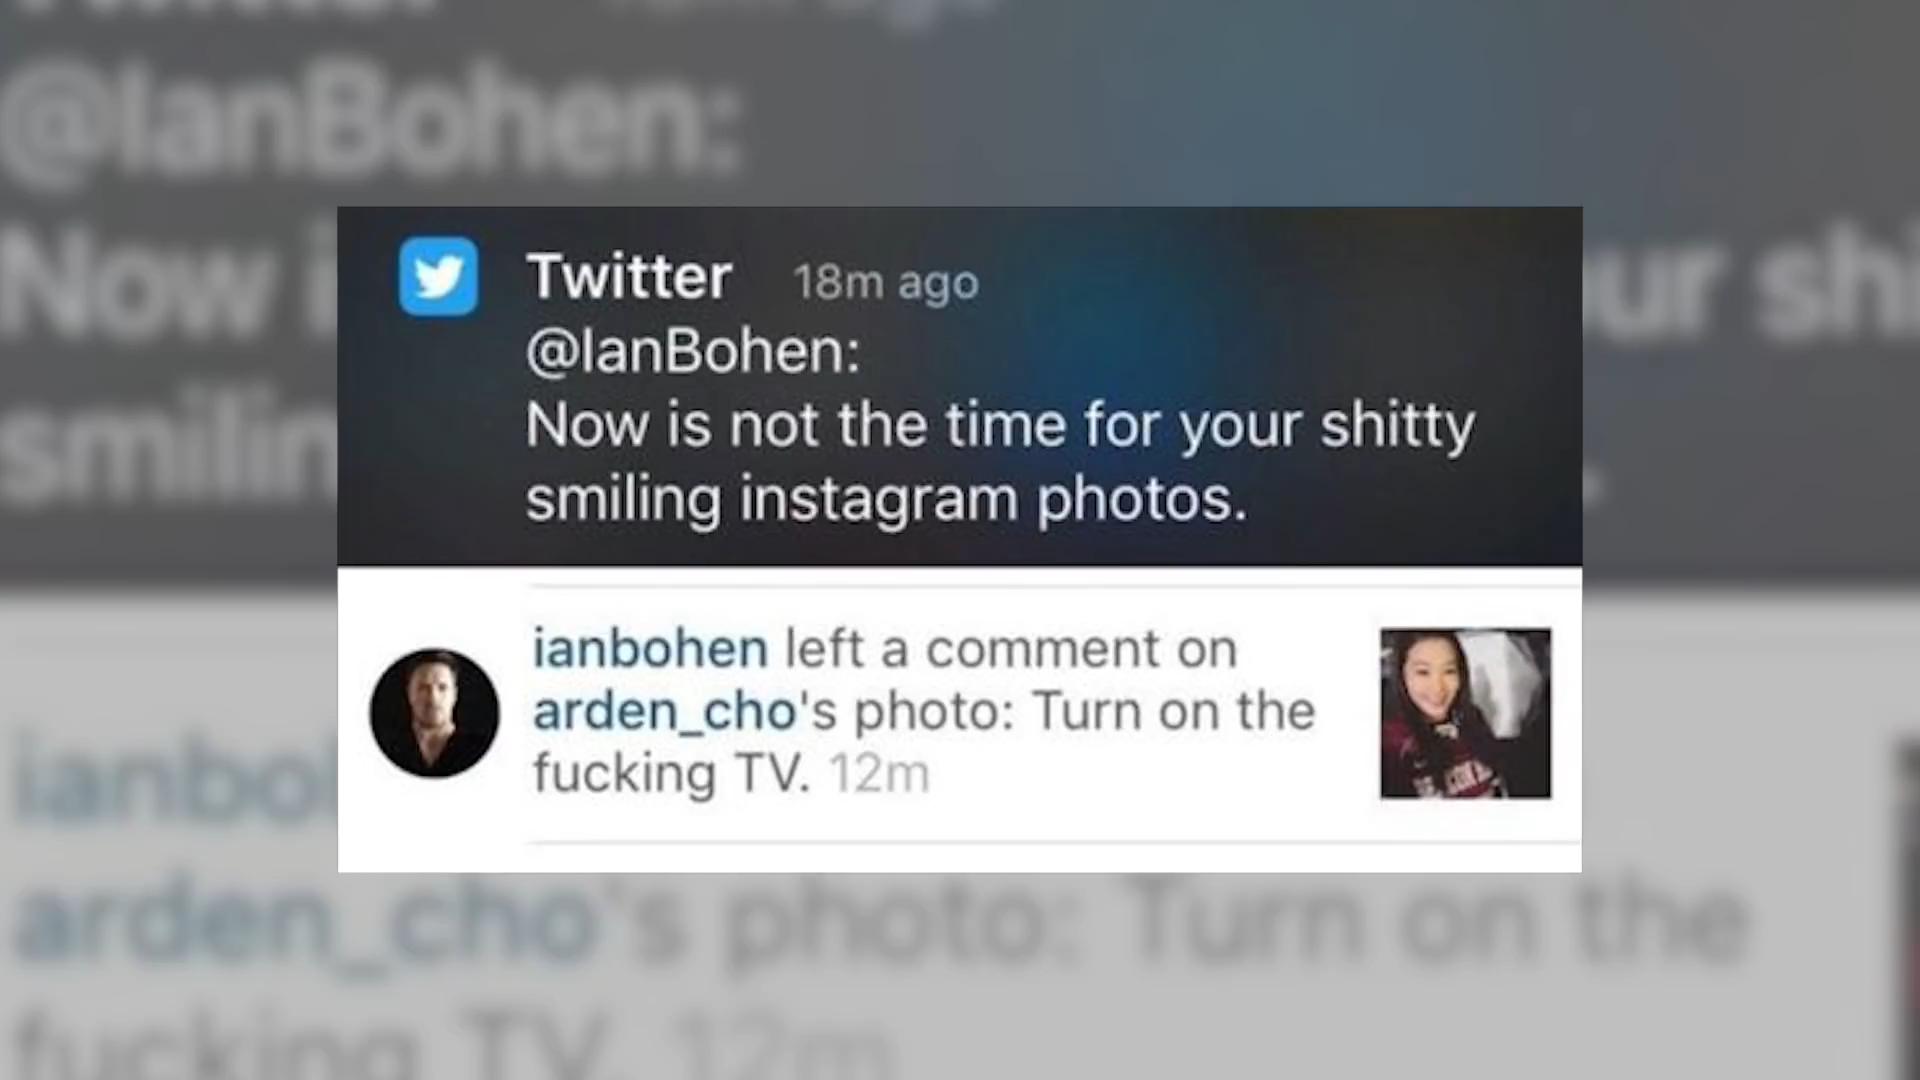 Twitter 18m ago
@IanBohen:
Now is not the time for your shitty
smiling instagram photos.
ianbohen left a comment on
arden_cho's photo: Turn on the
fucking TV. 12m